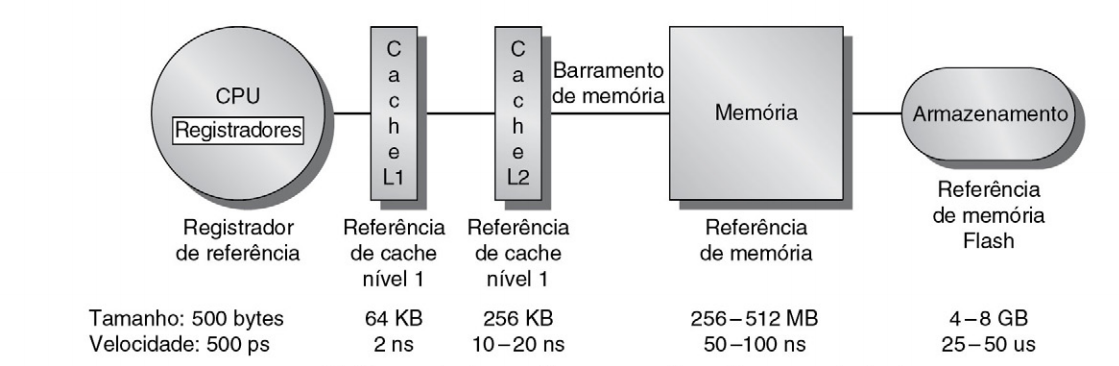 CPU
Registradores
Cache L1
Cache L2
Barramento
de memória
Memória
Armazenamento
Registrador
de referência
Referência
de cache
nível 1
Referência
de cache
nível 1
Referência
de memória
Referência
de memória
Flash
Tamanho: 500 bytes
64 KB
256 KB
256–512 MB
4–8 GB
Velocidade: 500 ps
2 ns
10–20 ns
50–100 ns
25–50 us